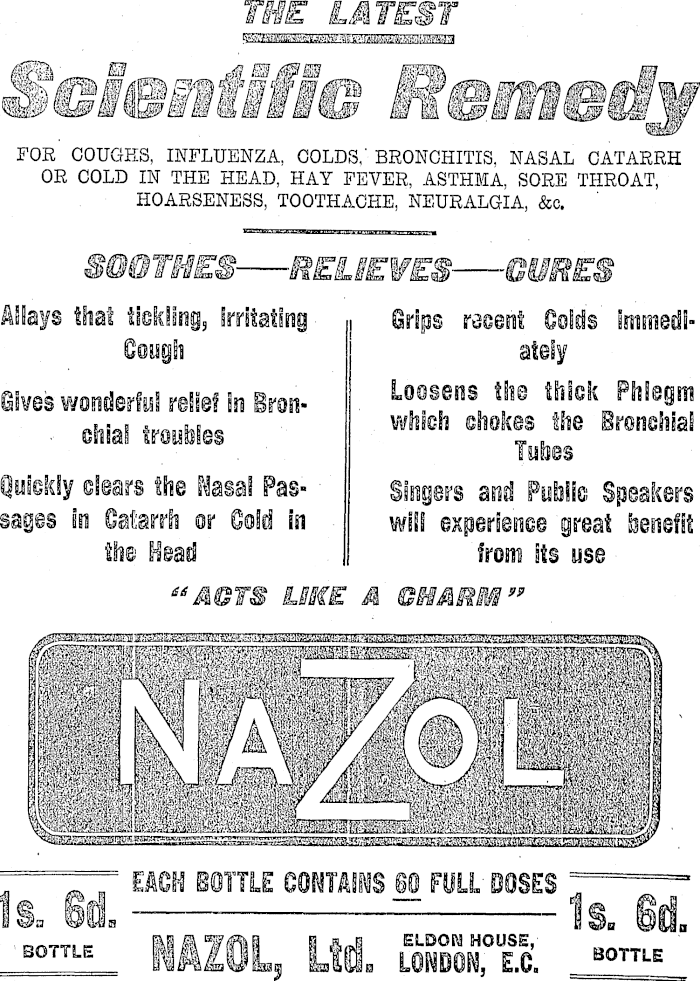 THE LATEST
Scientific Remedy
FOR COUGHS, INFLUENZA, COLDS, BRONCHITIS, NASAL CATARRH
OR COLD IN THE HEAD, HAY FEVER, ASTHMA, SORE THROAT,
HOARSENESS, TOOTHACHE, NEURALGIA, &c.
SOOTHES—RELIEVES—CURES
Allays that tickling, irritating
Cough
Gives wonderful relief in Bron-
chial troubles
Quickly clears the Nasal Pas-
sages in Catarrh or Cold in
the Head
Grips recent Colds immedi-
ately
Loosens the thick Phlegm
which chokes the Bronchial
Tubes
Singers and Public Speakers
will experience great benefit
from its use
"ACTS LIKE A CHARM"
NAZOL
1s. 6d.
BOTTLE
EACH BOTTLE CONTAINS 60 FULL DOSES
NAZOL, Ltd.
ELDON HOUSE,
LONDON, E.C.
1s. 6d.
BOTTLE